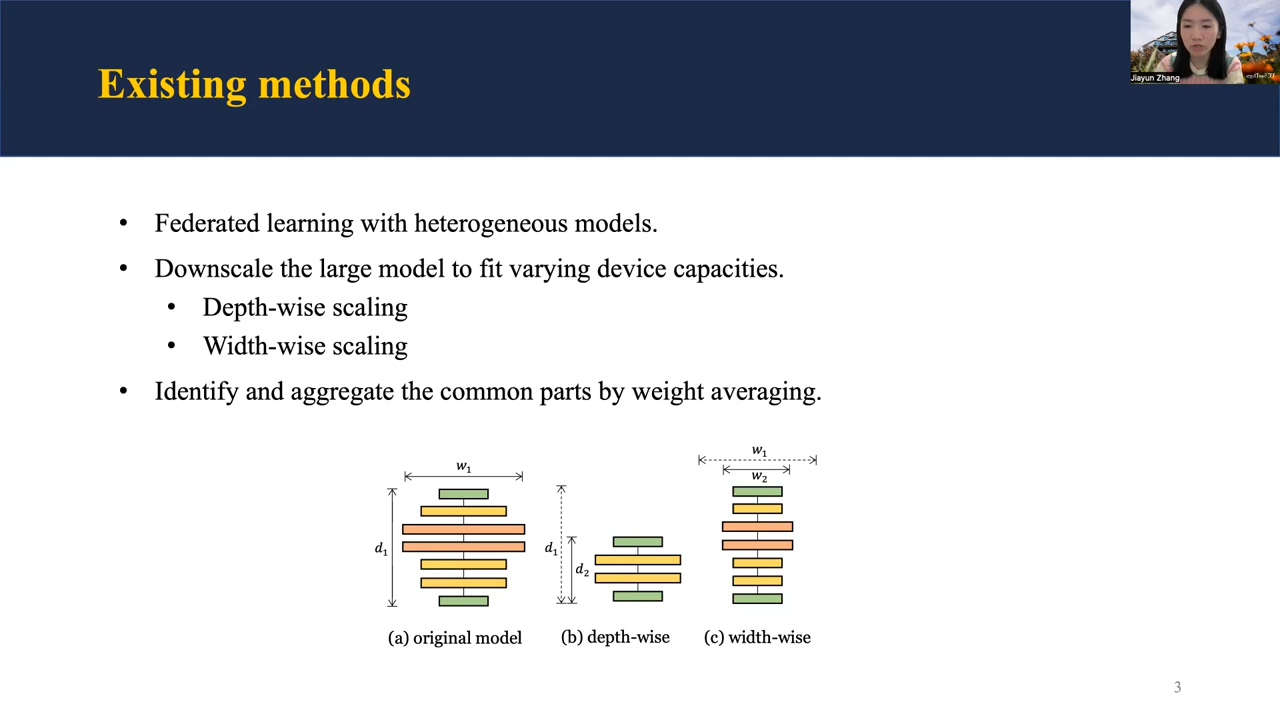 Existing methods
Jiayun Zhang
• Federated learning with heterogeneous models.
• Downscale the large model to fit varying device capacities.
• Depth-wise scaling
• Width-wise scaling
• Identify and aggregate the common parts by weight averaging.
w₁
d₁
(a) original model
d₁
d₂
(b) depth-wise
w₁
w₂
(c) width-wise
3